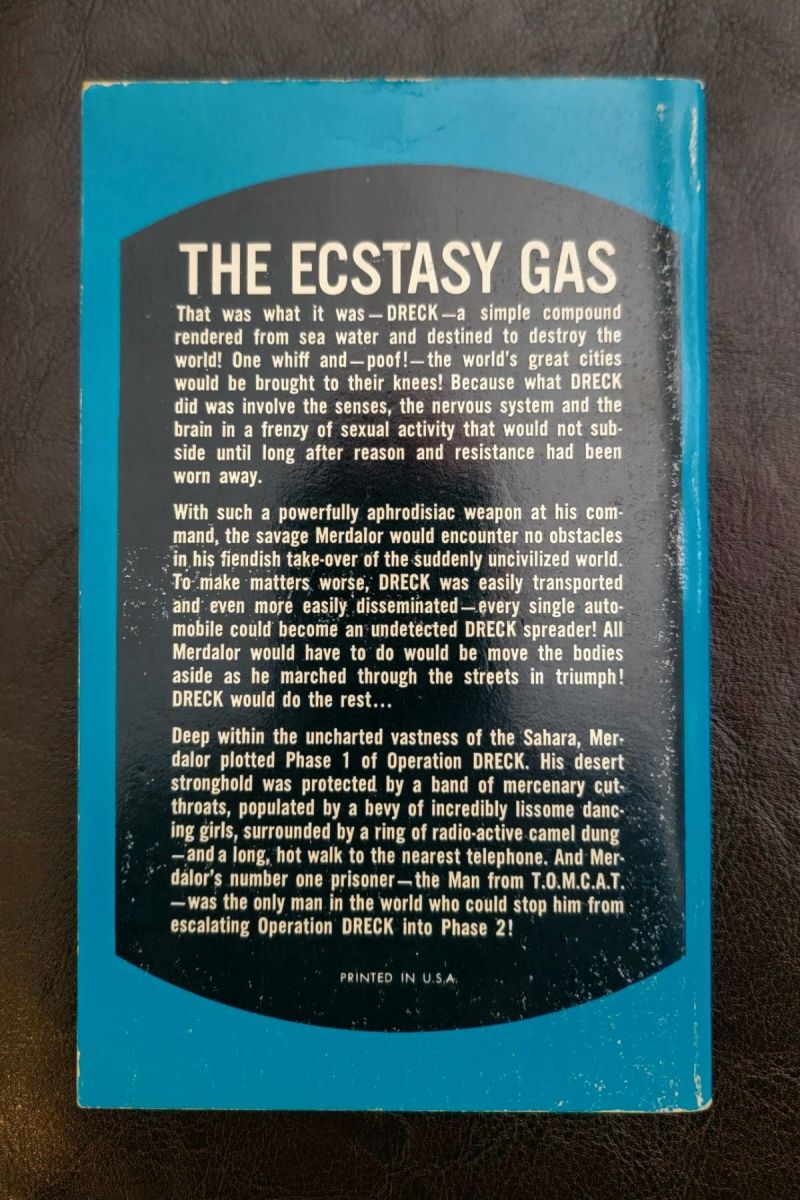 THE ECSTASY GAS
That was what it was—DRECK—a simple compound
rendered from sea water and destined to destroy the
world! One whiff and—poof!—the world's great cities
would be brought to their knees! Because what DRECK
did was involve the senses, the nervous system and the
brain in a frenzy of sexual activity that would not sub-
side until long after reason and resistance had been
worn away.
With such a powerfully aphrodisiac weapon at his com-
mand, the savage Merdalor would encounter no obstacles
in his fiendish take-over of the suddenly uncivilized world.
To make matters worse, DRECK was easily transported
and even more easily disseminated—every single auto-
mobile could become an undetected DRECK spreader! All
Merdalor would have to do would be move the bodies
aside as he marched through the streets in triumph!
DRECK would do the rest...
Deep within the uncharted vastness of the Sahara, Mer-
dalor plotted Phase 1 of Operation DRECK. His desert
stronghold was protected by a band of mercenary cut-
throats, populated by a bevy of incredibly lissome danc-
ing girls, surrounded by a ring of radio-active camel dung
—and a long, hot walk to the nearest telephone. And Mer-
dalor's number one prisoner—the Man from T.O.M.C.A.T.
—was the only man in the world who could stop him from
escalating Operation DRECK into Phase 2!
PRINTED IN U.S.A.